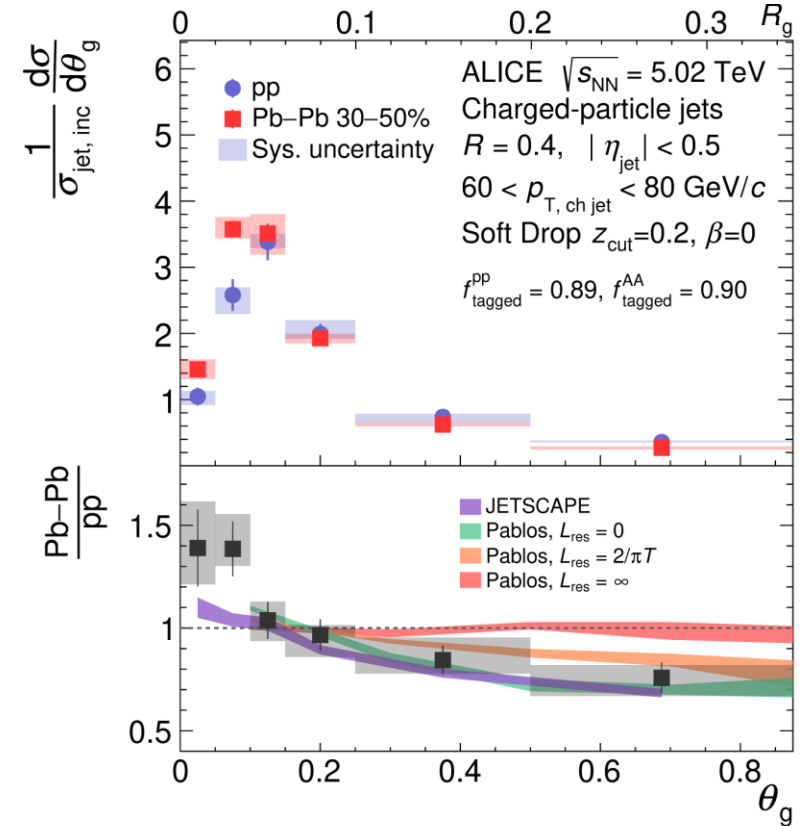 0 0.1 0.2 0.3 R_g
1/σ_jet, inc dσ/dθ_g
6
5
4
3
2
1
pp
Pb–Pb 30–50%
Sys. uncertainty
ALICE √s_NN = 5.02 TeV
Charged-particle jets
R = 0.4, | η_jet| < 0.5
60 < p_T, ch jet < 80 GeV/c
Soft Drop z_cut=0.2, β=0
f^pp_tagged = 0.89, f^AA_tagged = 0.90
Pb–Pb/pp
1.5
1
0.5
JETSCAPE
Pablos, L_res = 0
Pablos, L_res = 2/πT
Pablos, L_res = ∞
0 0.2 0.4 0.6 0.8
θ_g